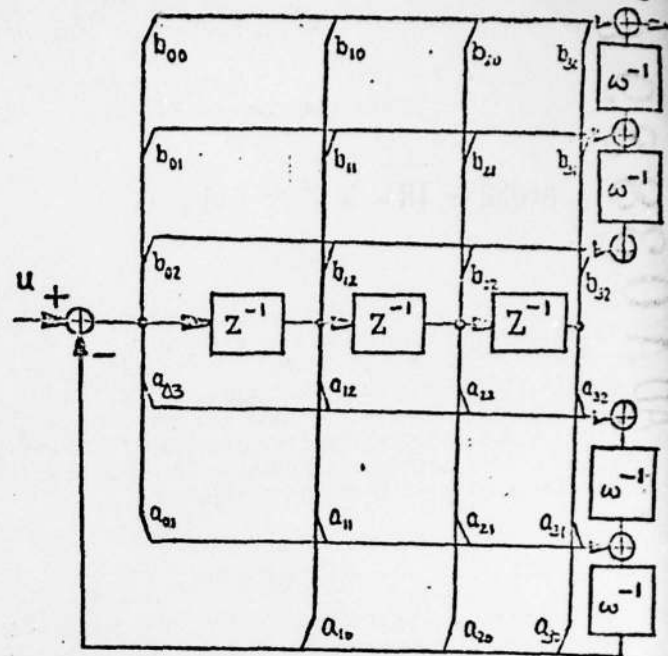 b₀₀ b₁₀ b₂₀ b₃₀ ω⁻¹
b₀₁ b₁₁ b₂₁ b₃₁ ω⁻¹
b₀₂ b₁₂ b₂₂ b₃₂
u + Z⁻¹ Z⁻¹ Z⁻¹
−
a₀₃ a₁₂ a₂₂ a₃₂
ω⁻¹
a₀₁ a₁₁ a₂₁ a₃₁
ω⁻¹
a₁₀ a₂₀ a₃₀